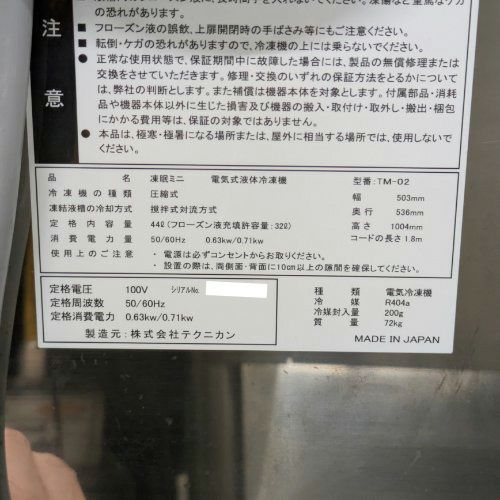 の恐れがあります。
■フローズン液の誤飲、上扉開閉時の手ばさみ等にもご注意ください。
■転倒・ケガの恐れがありますので、冷凍機の上には乗らないでください。
●正常な使用状態で、保証期間中に故障した場合には、製品の無償修理または
交換をさせていただきます。修理・交換のいずれの保証方法をとるかについて
は、弊社の判断とします。また補償は機器本体を対象とします。付属部品・消耗
品や機器本体以外に生じた損害及び機器の搬入・取付け・取外し・搬出・梱包
にかかる費用等は、保証の対象ではありません。
●本品は、極寒・極暑になる場所または、屋外に相当する場所では、使用しないで
ください。
注意
品名 凍眠ミニ 電気式液体冷凍機 型番:TM-02
冷凍機の種類 圧縮式 幅 503mm
凍結液槽の冷却方式 撹拌式対流方式 奥行 536mm
定格内容量 44ℓ(フローズン液充填許容量:32ℓ) 高さ 1004mm
消費電力量 50/60Hz 0.63kw/0.71kw コードの長さ 1.8m
使用上のご注意 ・電源は必ずコンセントからお取りください。
・設置の際は、両側面・背面に10cm以上の隙間を確保してください。
定格電圧 100V シリアルNo.
定格周波数 50/60Hz
定格消費電力 0.63kw/0.71kw
製造元:株式会社テクニカン
種類 電気冷凍機
冷媒 R404a
冷媒封入量 200g
質量 72kg
MADE IN JAPAN